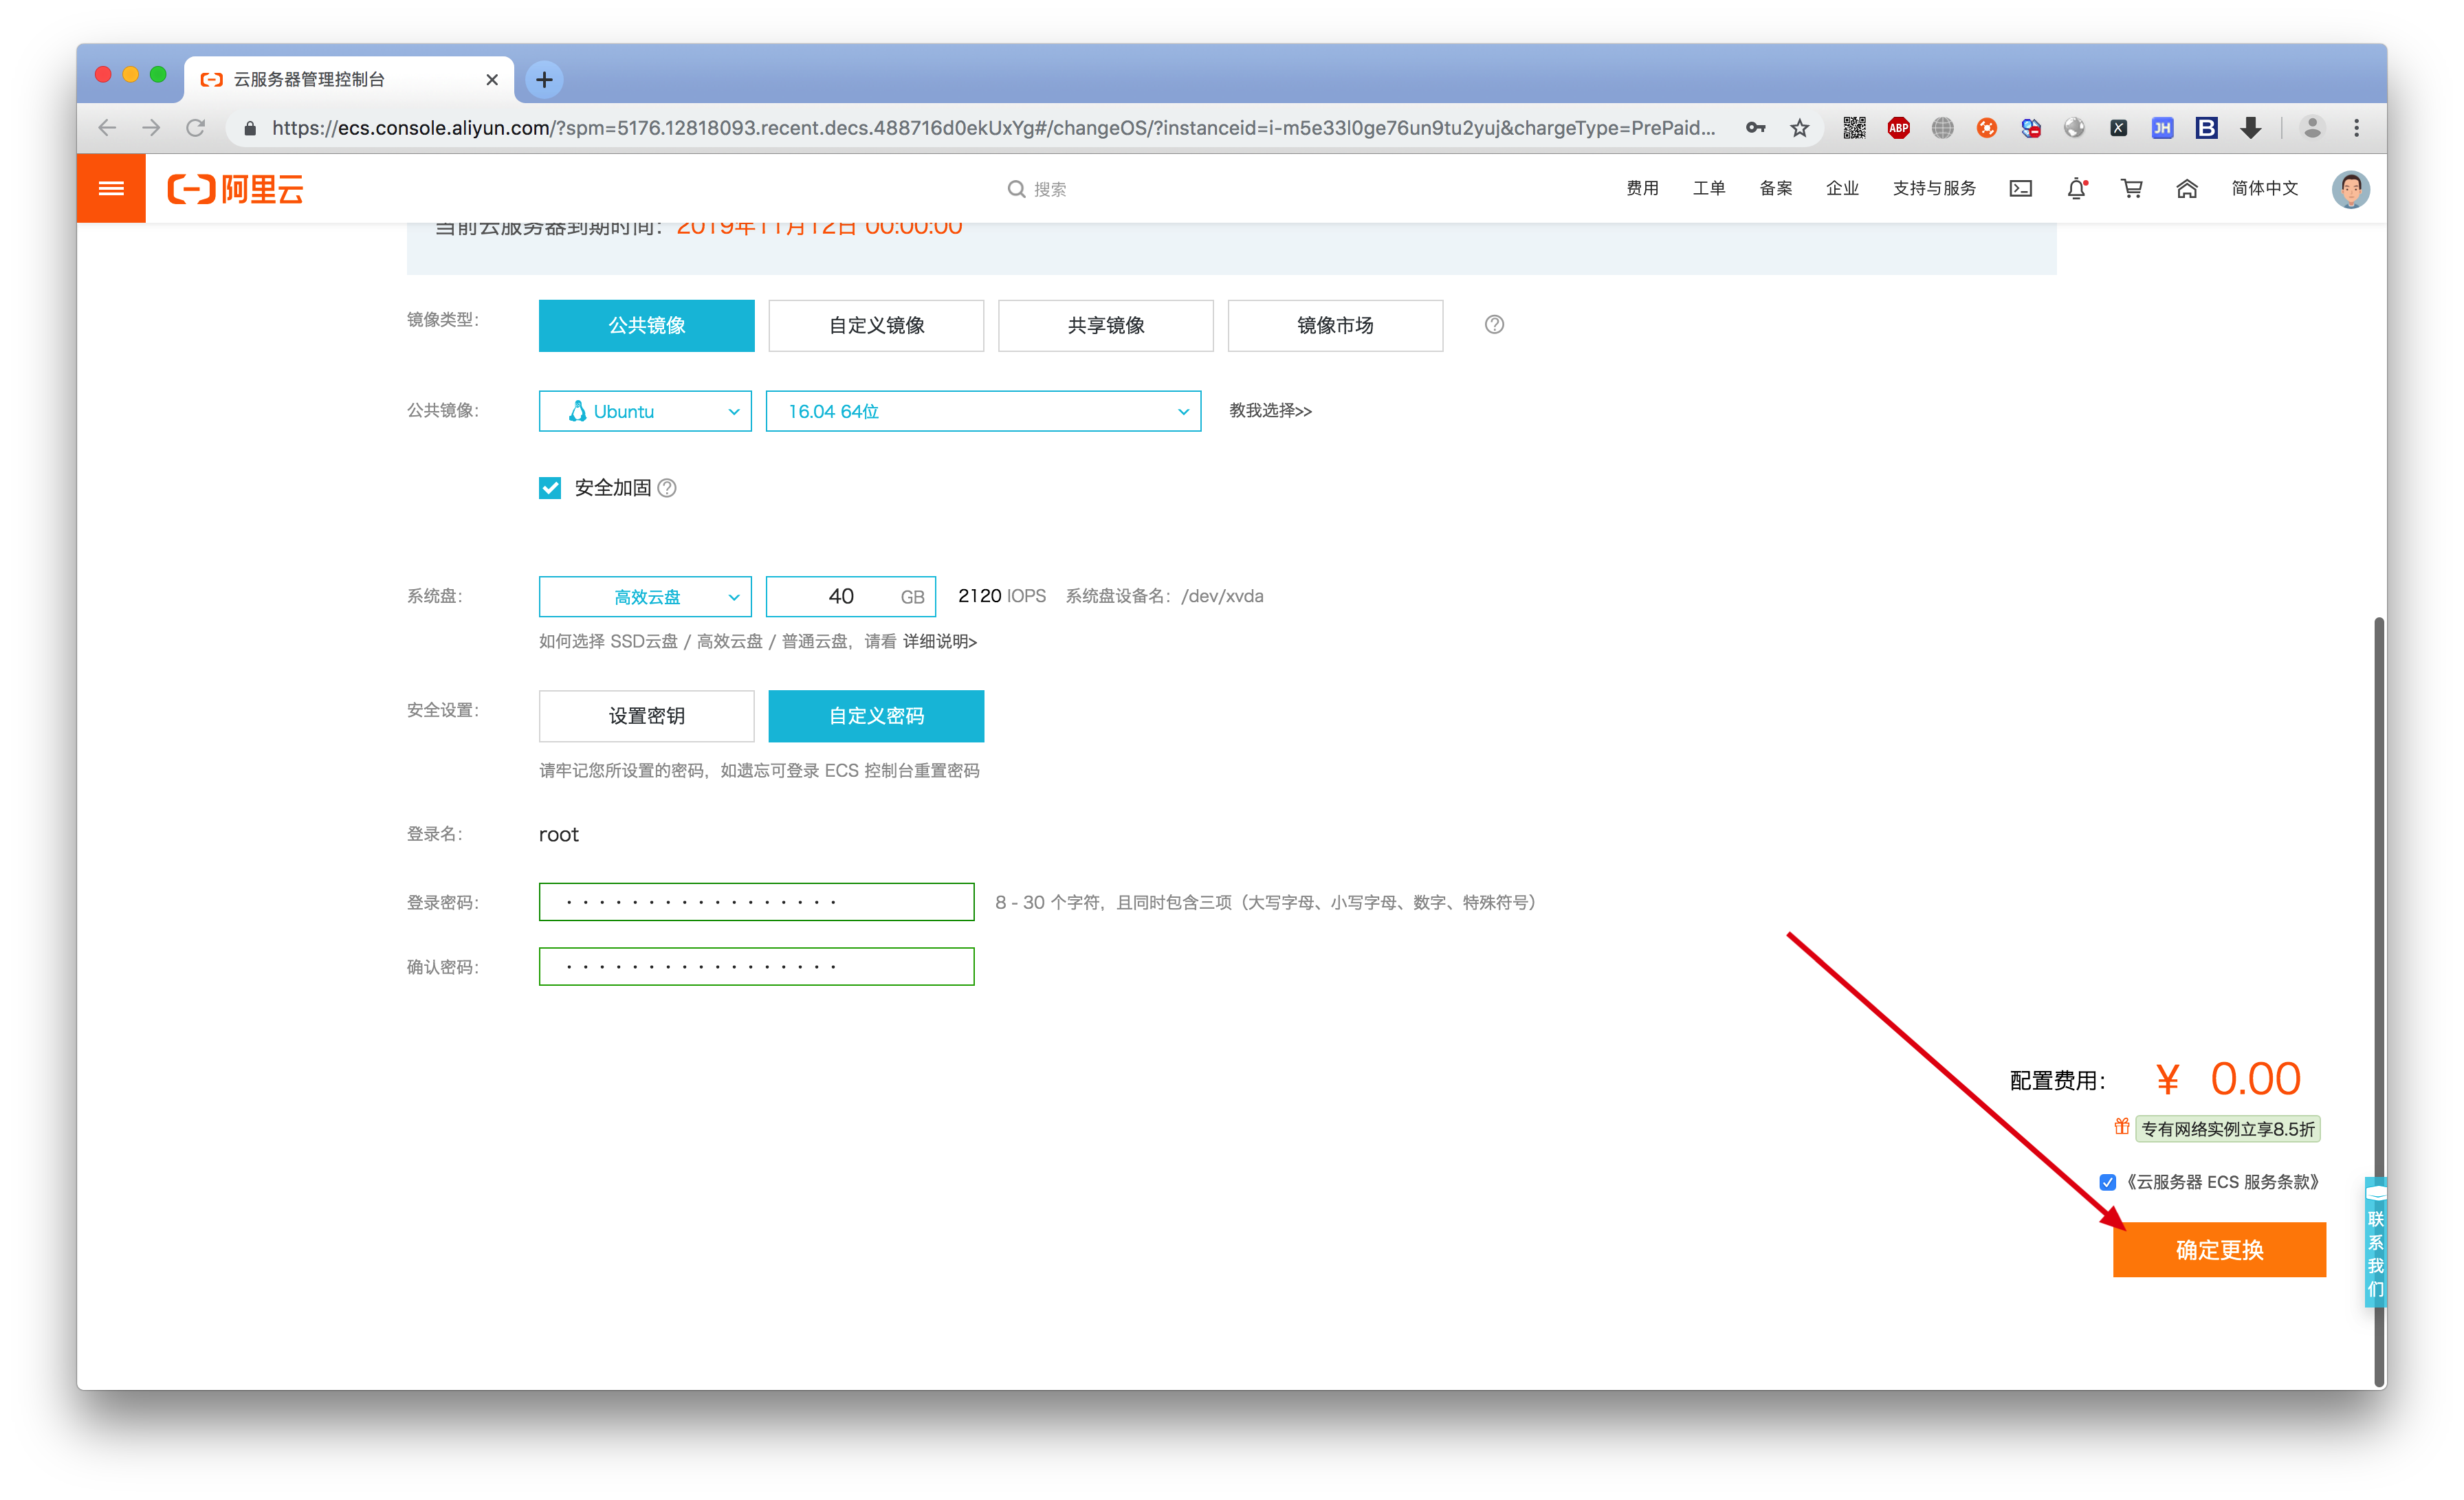 云服务器管理控制台
https://ecs.console.aliyun.com/?spm=5176.12818093.recent.decs.488716d0ekUxYg#/changeOS/?instanceid=i-m5e33l0ge76un9tu2yuj&chargeType=PrePaid...
ABP
JH
B
阿里云
搜索
费用 工单 备案 企业 支持与服务 简体中文
当前云服务器到期时间：2019年11月12日 00:00:00
镜像类型： 公共镜像 自定义镜像 共享镜像 镜像市场
公共镜像： Ubuntu 16.04 64位 教我选择>>
安全加固
系统盘： 高效云盘 40 GB 2120 IOPS 系统盘设备名：/dev/xvda
如何选择 SSD云盘 / 高效云盘 / 普通云盘，请看 详细说明>
安全设置： 设置密钥 自定义密码
请牢记您所设置的密码，如遗忘可登录 ECS 控制台重置密码
登录名： root
登录密码： ················· 8 - 30 个字符，且同时包含三项（大写字母、小写字母、数字、特殊符号）
确认密码： ·················
配置费用： ¥ 0.00
专有网络实例立享8.5折
《云服务器 ECS 服务条款》
确定更换
联系我们